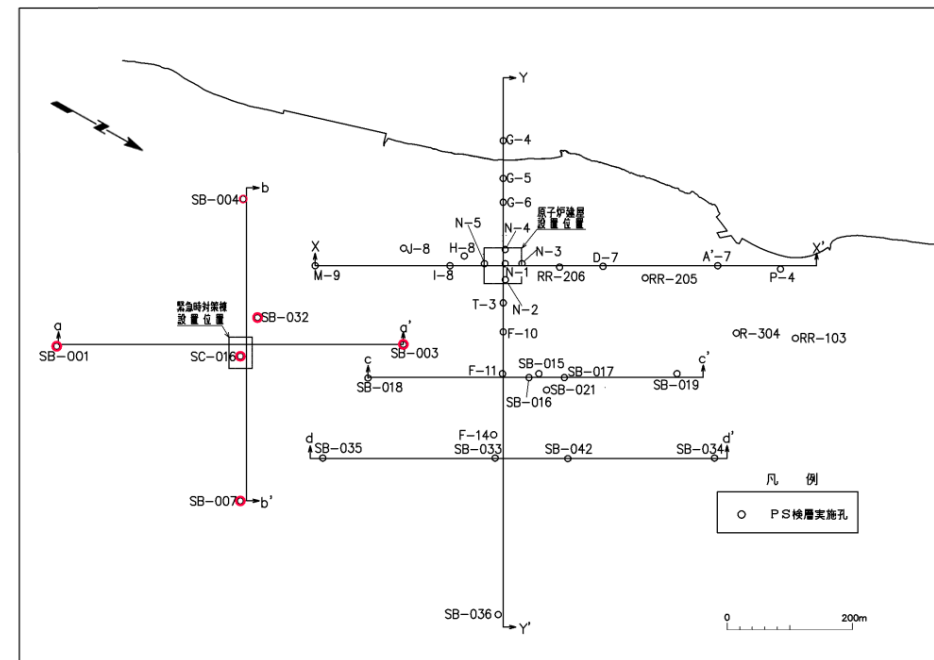 Y
G-4
G-5
b
SB-004
G-6
原子炉建屋
設置位置
N-5
N-4
J-8
H-8
X
N-3
D-7
A'-7
X'
M-9
I-8
N-1
RR-206
RR-205
P-4
N-2
緊急時対策棟
設置位置
T-3
SB-032
a
a'
F-10
R-304
RR-103
SB-001
SC-016
SB-003
c
F-11
SB-015
SB-017
c'
SB-018
SB-016
SB-021
SB-019
F-14
d
d'
SB-035
SB-033
SB-042
SB-034
凡 例
SB-007
b'
PS検層実施孔
SB-036
Y'
0
200m